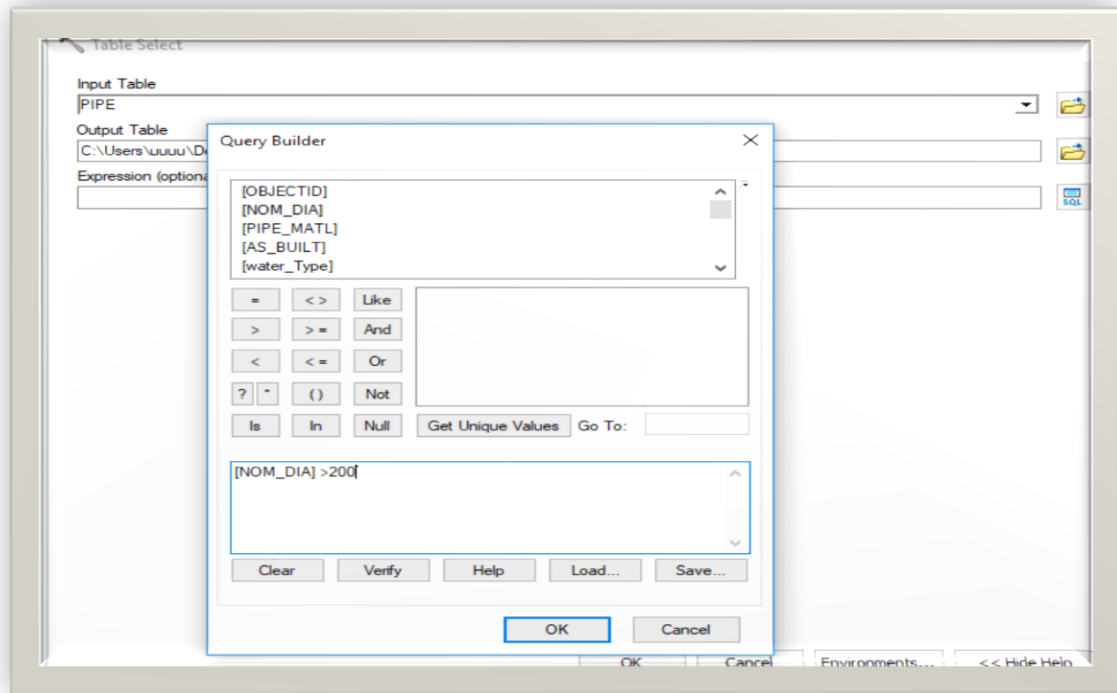 Table Select
Input Table
PIPE
Output Table
C:\Users\uuuu\De
Expression (optiona
SQL
Query Builder
[OBJECTID]
[NOM_DIA]
[PIPE_MATL]
[AS_BUILT]
[water_Type]
= <> Like
> >= And
< <= Or
? * () Not
Is In Null Get Unique Values Go To:
[NOM_DIA] >200
Clear Verify Help Load... Save...
OK Cancel
OK Cancel Environments... << Hide Help